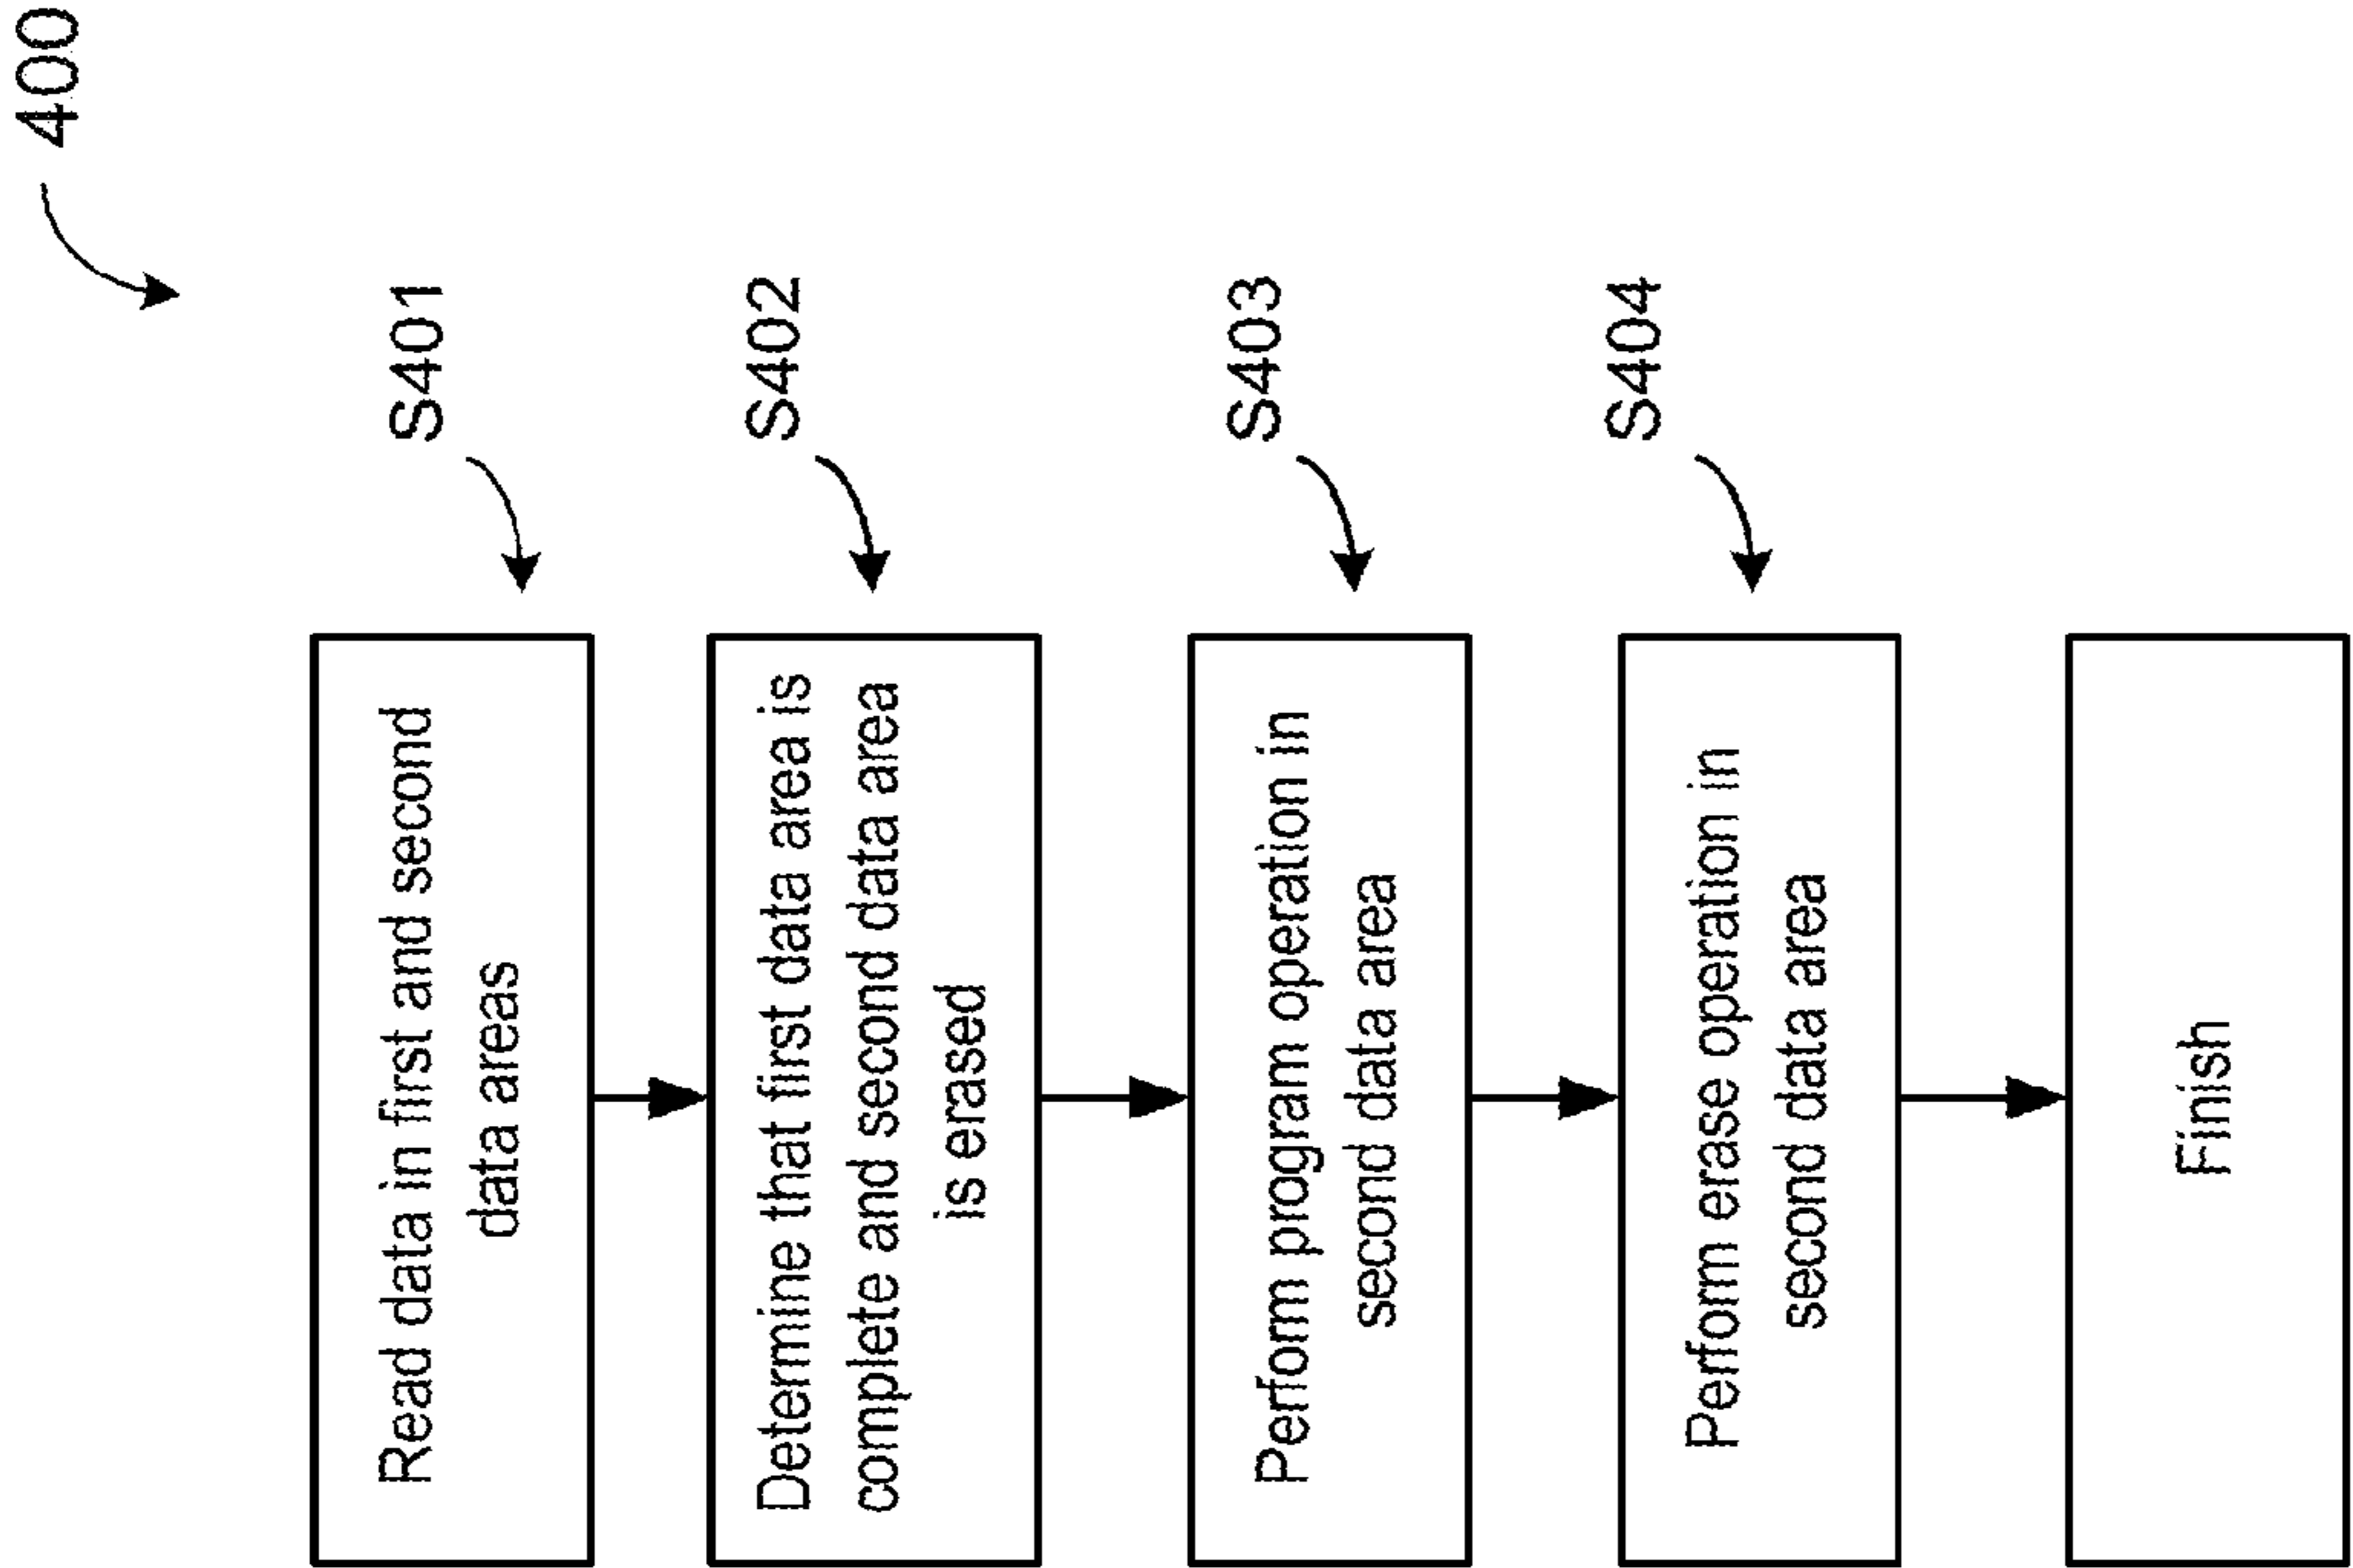 400
S401
Read data in first and second
data areas
S402
Determine that first data area is
complete and second data area
is erased
S403
Perfom program operation in
second data area
S404
Perfom erase operation in
second data area
Finish